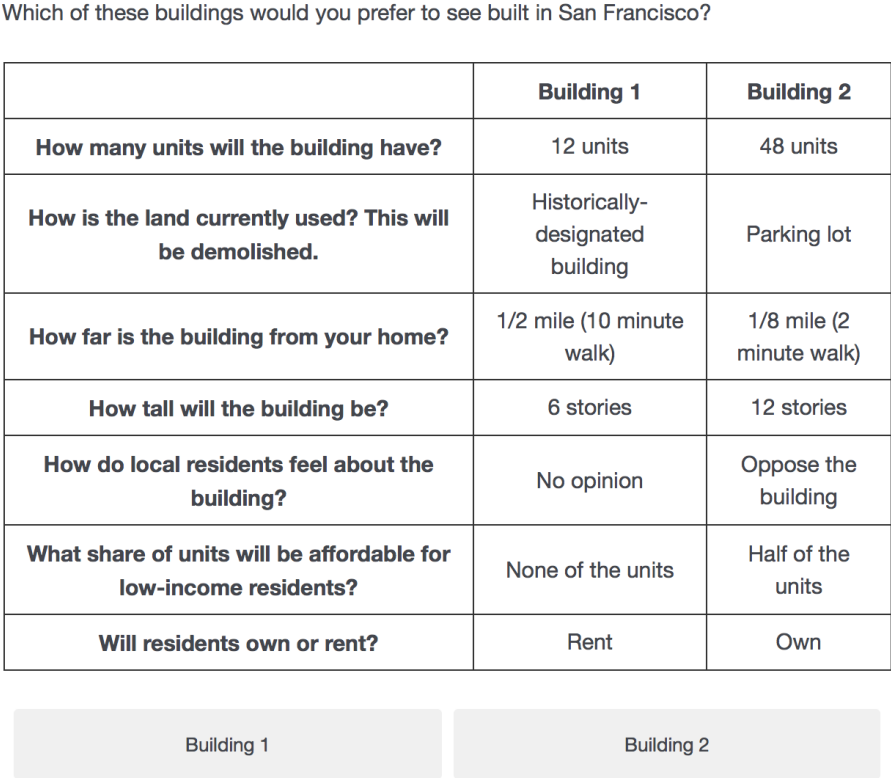 Which of these buildings would you prefer to see built in San Francisco?
Building 1 Building 2
How many units will the building have? 12 units 48 units
How is the land currently used? This will
be demolished.
Historically-
designated
building
Parking lot
How far is the building from your home?
1/2 mile (10 minute
walk)
1/8 mile (2
minute walk)
How tall will the building be? 6 stories 12 stories
How do local residents feel about the
building?
No opinion
Oppose the
building
What share of units will be affordable for
low-income residents?
None of the units
Half of the
units
Will residents own or rent? Rent Own
Building 1 Building 2